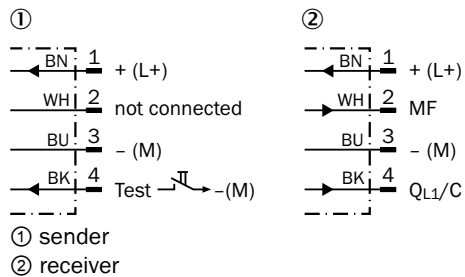 ① ②
BN 1 + (L+) BN 1 + (L+)
WH 2 not connected WH 2 MF
BU 3 – (M) BU 3 – (M)
BK 4 Test –(M) BK 4 QL1/C
① sender
② receiver